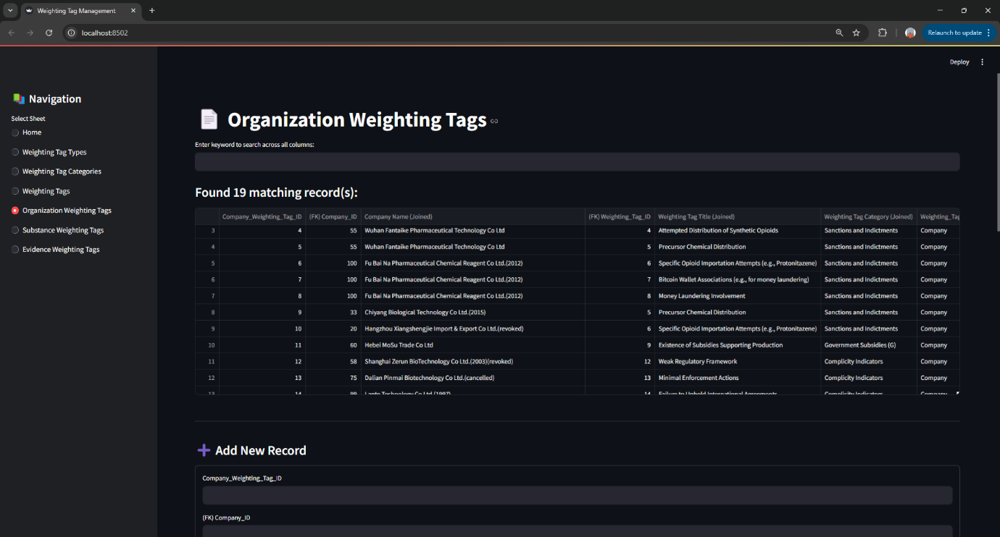 Weighting Tag Management
localhost:8502
Relaunch to update
Deploy
Navigation
Select Sheet
Home
Weighting Tag Types
Weighting Tag Categories
Weighting Tags
Organization Weighting Tags
Substance Weighting Tags
Evidence Weighting Tags
Organization Weighting Tags
Enter keyword to search across all columns:
Found 19 matching record(s):
Company_Weighting_Tag_ID (FK) Company_ID Company Name (Joined) (FK) Weighting_Tag_ID Weighting Tag Title (Joined) Weighting Tag Category (Joined) Weighting_Tag
3 4 55 Wuhan Fantaike Pharmaceutical Technology Co Ltd 4 Attempted Distribution of Synthetic Opioids Sanctions and Indictments Company
4 5 55 Wuhan Fantaike Pharmaceutical Technology Co Ltd 5 Precursor Chemical Distribution Sanctions and Indictments Company
5 6 100 Fu Bai Na Pharmaceutical Chemical Reagent Co Ltd.(2012) 6 Specific Opioid Importation Attempts (e.g., Protonitazene) Sanctions and Indictments Company
6 7 100 Fu Bai Na Pharmaceutical Chemical Reagent Co Ltd.(2012) 7 Bitcoin Wallet Associations (e.g., for money laundering) Sanctions and Indictments Company
7 8 100 Fu Bai Na Pharmaceutical Chemical Reagent Co Ltd.(2012) 8 Money Laundering Involvement Sanctions and Indictments Company
8 9 33 Chiyang Biological Technology Co Ltd.(2015) 5 Precursor Chemical Distribution Sanctions and Indictments Company
9 10 20 Hangzhou Xiangshengjie Import & Export Co Ltd.(revoked) 6 Specific Opioid Importation Attempts (e.g., Protonitazene) Sanctions and Indictments Company
10 11 60 Hebei MoSu Trade Co Ltd 9 Existence of Subsidies Supporting Production Government Subsidies (G) Company
11 12 58 Shanghai Zerun BioTechnology Co Ltd.(2003)(revoked) 12 Weak Regulatory Framework Complicity Indicators Company
12 13 75 Dalian Pinmai Biotechnology Co Ltd.(cancelled) 13 Minimal Enforcement Actions Complicity Indicators Company
13 14 99 Technology Co Ltd.(1997) 14 Failure to Uphold International Agreements Complicity Indicators Company
Add New Record
Company_Weighting_Tag_ID
(FK) Company_ID